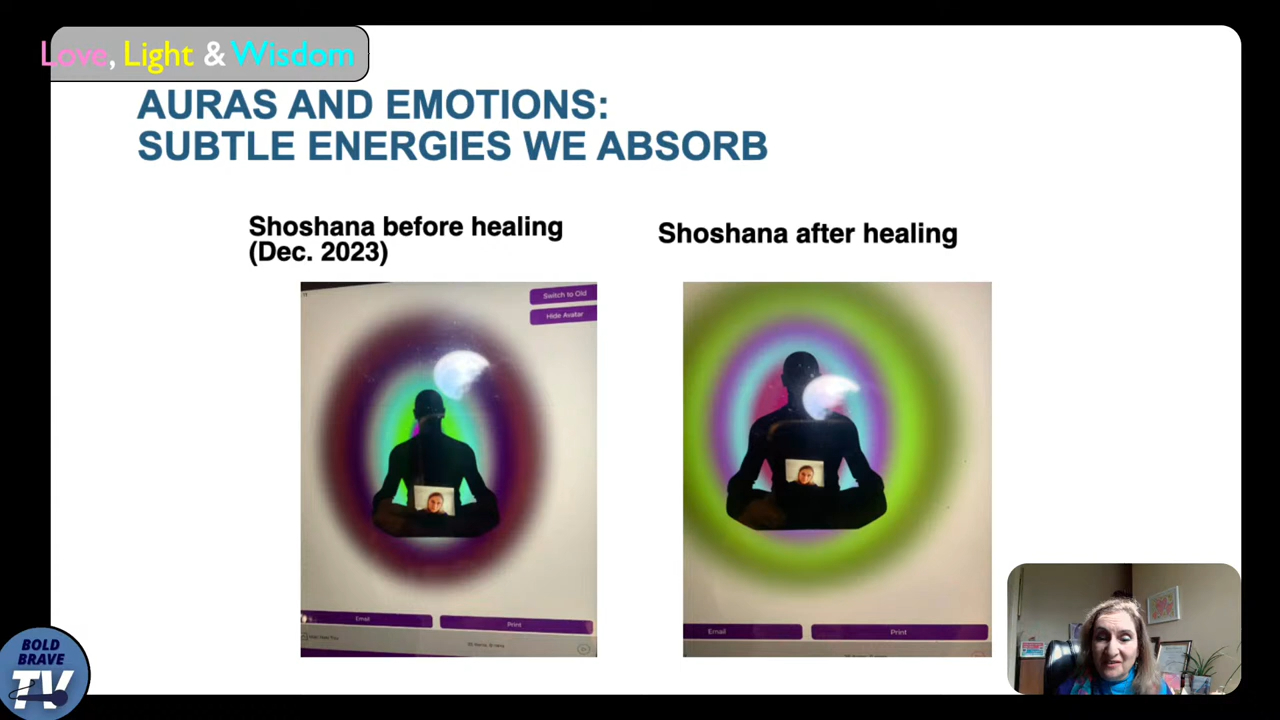 Love, Light & Wisdom
AURAS AND EMOTIONS:
SUBTLE ENERGIES WE ABSORB
Shoshana before healing
(Dec. 2023)
Shoshana after healing
Switch to Old
Hide Avatar
Email
Print
Email
Print
BOLD
BRAVE
TV